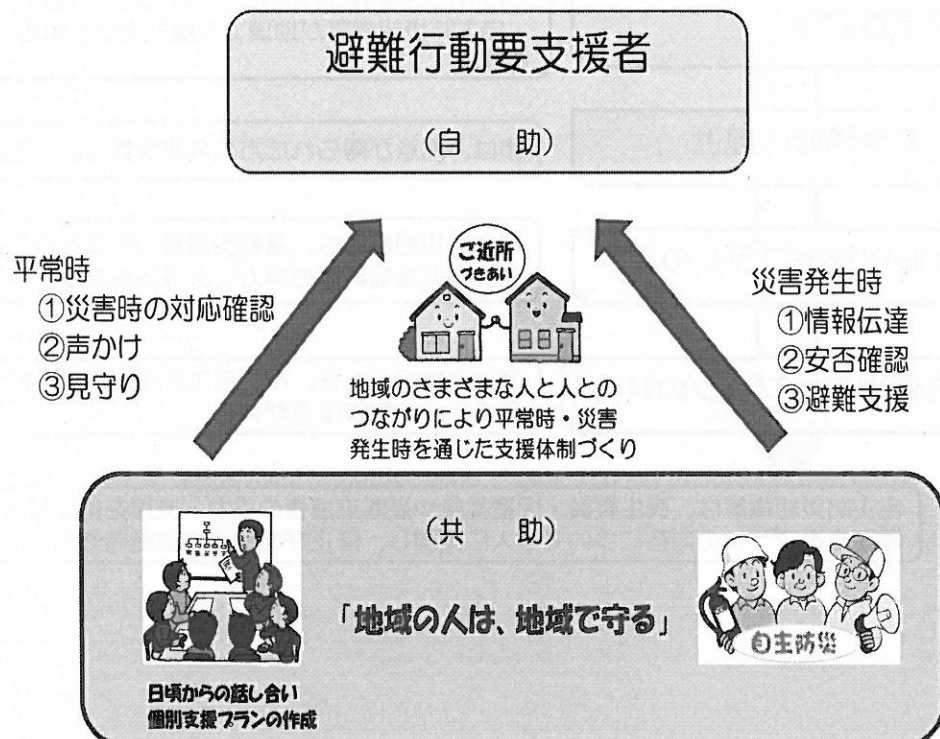 避難行動要支援者
(自 助)
ご近所
づきあい
平常時
①災害時の対応確認
②声かけ
③見守り
災害発生時
①情報伝達
②安否確認
③避難支援
地域のさまざまな人と人との
つながりにより平常時・災害
発生時を通じた支援体制づくり
(共 助)
「地域の人は、地域で守る」
自主防災
日頃からの話し合い
個別支援プランの作成